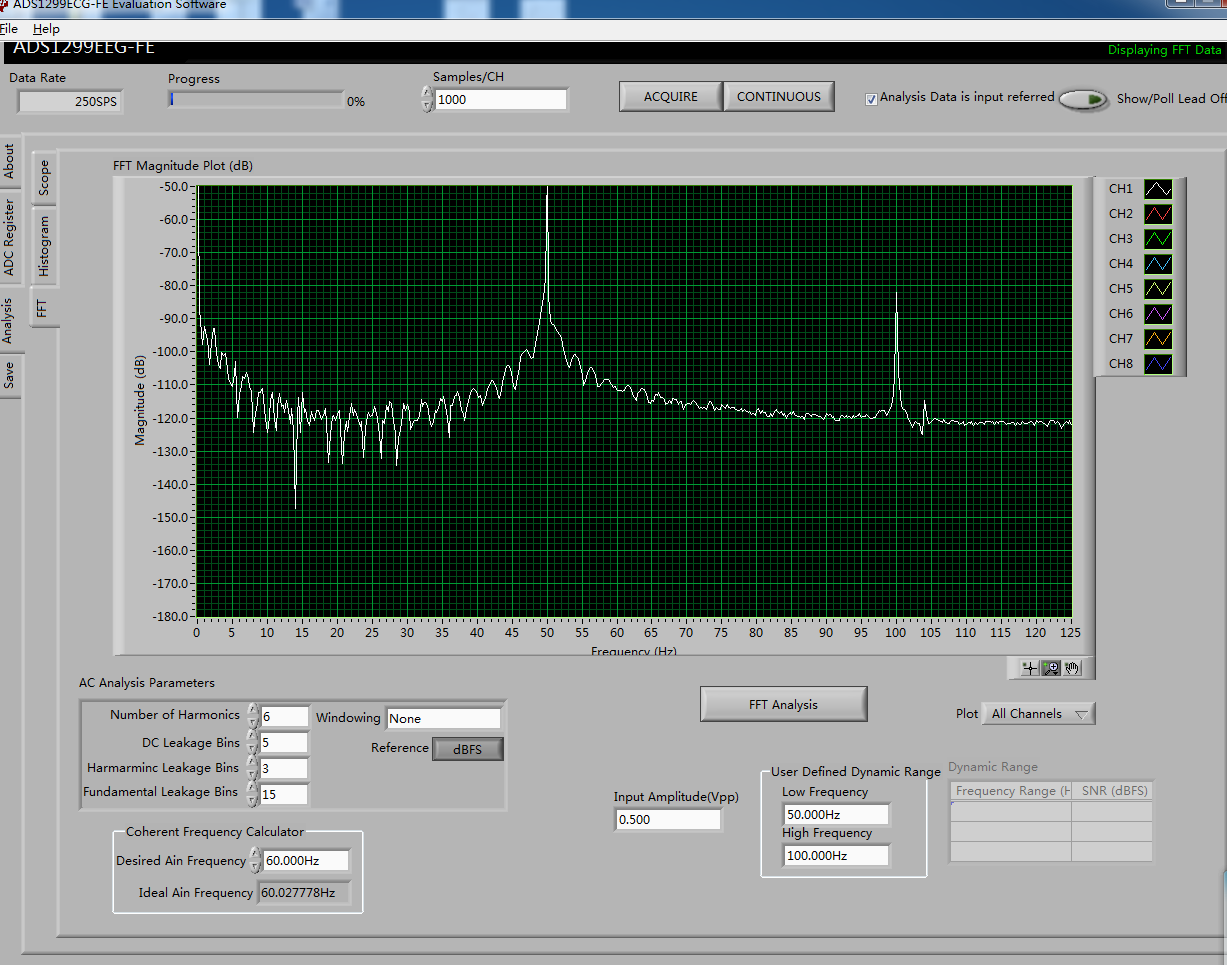 ADS1299ECG-FE Evaluation Software
File Help
ADS1299EEG-FE
Displaying FFT Data
Data Rate
250SPS
Progress
0%
Samples/CH
1000
ACQUIRE
CONTINUOUS
Analysis Data is input referred
Show/Poll Lead Off
About
ADC Register
Analysis
Save
Scope
Histogram
FFT
FFT Magnitude Plot (dB)
Magnitude (dB)
-50.0
-60.0
-70.0
-80.0
-90.0
-100.0
-110.0
-120.0
-130.0
-140.0
-150.0
-160.0
-170.0
-180.0
0 5 10 15 20 25 30 35 40 45 50 55 60 65 70 75 80 85 90 95 100 105 110 115 120 125
Frequency (Hz)
CH1
CH2
CH3
CH4
CH5
CH6
CH7
CH8
AC Analysis Parameters
Number of Harmonics 6
Windowing None
DC Leakage Bins 5
Reference dBFS
Harmarminc Leakage Bins 3
Fundamental Leakage Bins 15
Coherent Frequency Calculator
Desired Ain Frequency 60.000Hz
Ideal Ain Frequency 60.027778Hz
FFT Analysis
Plot All Channels
Input Amplitude(Vpp)
0.500
User Defined Dynamic Range
Low Frequency
50.000Hz
High Frequency
100.000Hz
Dynamic Range
Frequency Range (H SNR (dBFS)